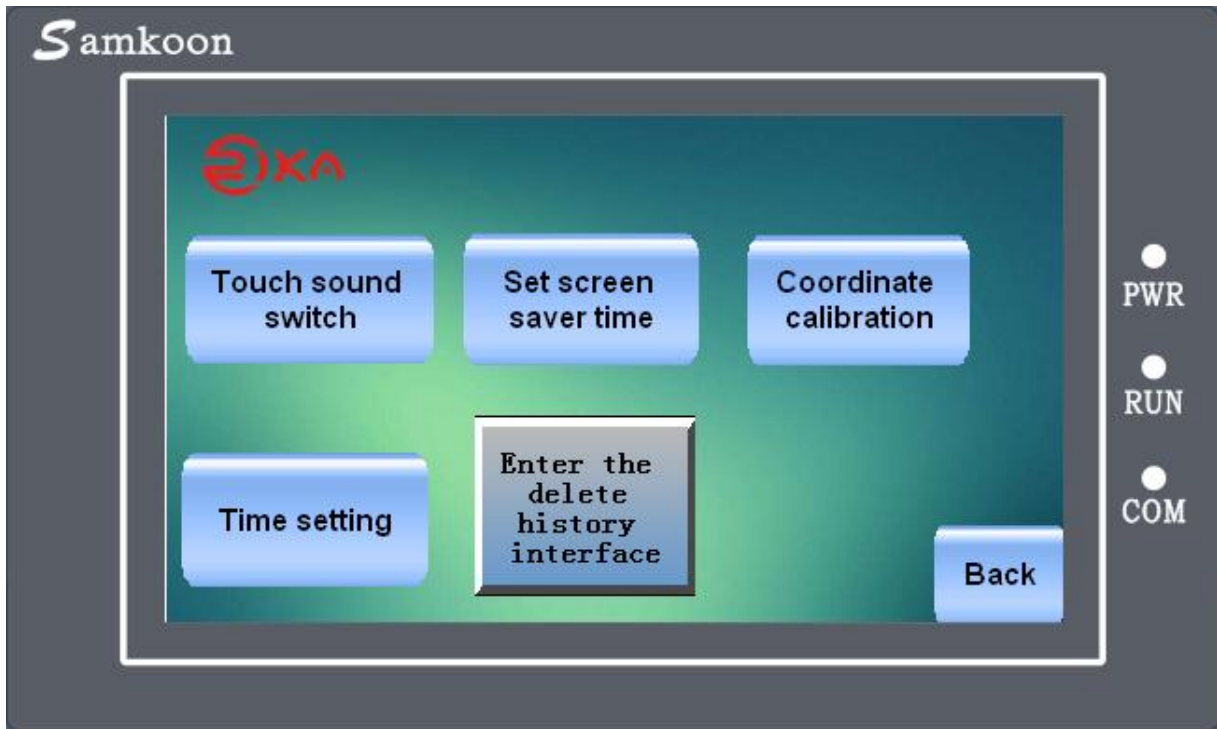 Samkoon
RXA
Touch sound
switch
Set screen
saver time
Coordinate
calibration
PWR
RUN
COM
Time setting
Enter the
delete
history
interface
Back